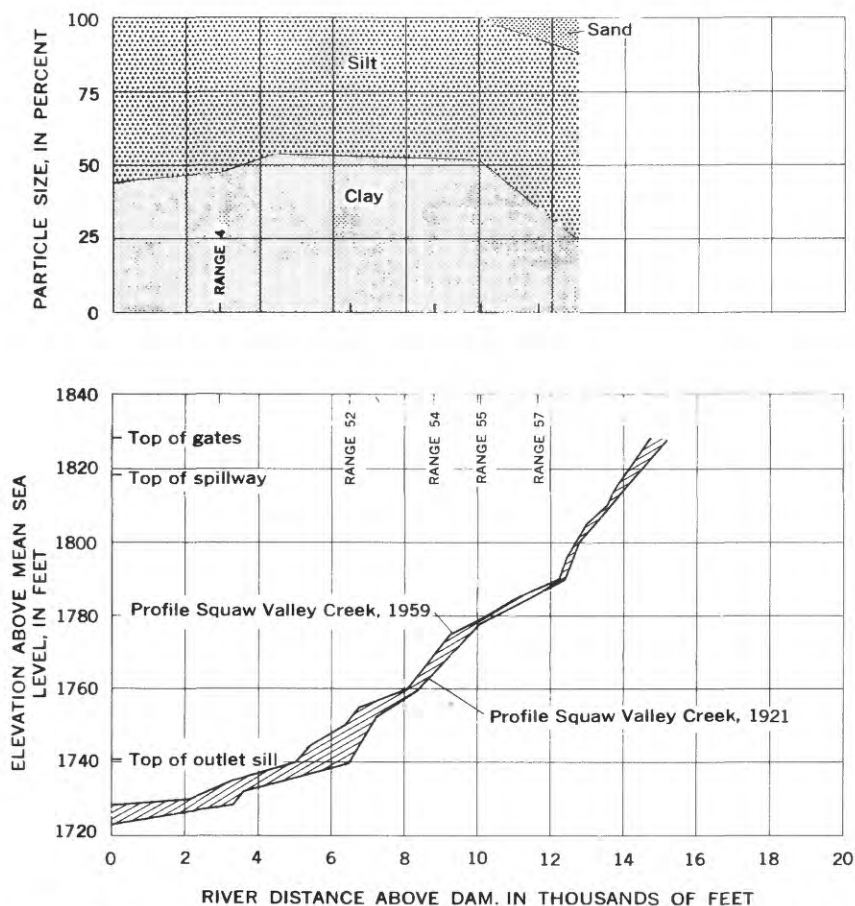 PARTICLE SIZE, IN PERCENT
100
75
50
25
0
Sand
Silt
Clay
RANGE 4
ELEVATION ABOVE MEAN SEA
LEVEL, IN FEET
1840
1820
1800
1780
1760
1740
1720
Top of gates
Top of spillway
RANGE 52
RANGE 54
RANGE 55
RANGE 57
Profile Squaw Valley Creek, 1959
Profile Squaw Valley Creek, 1921
Top of outlet sill
0 2 4 6 8 10 12 14 16 18 20
RIVER DISTANCE ABOVE DAM. IN THOUSANDS OF FEET